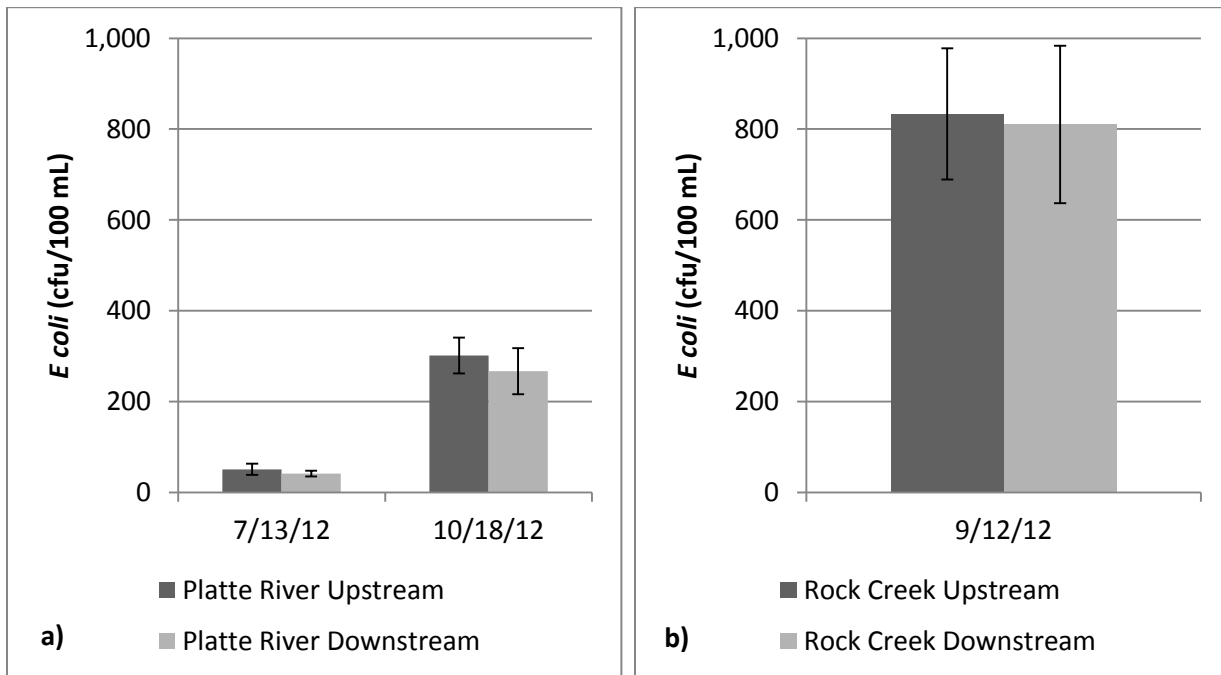 1,000
800
600
400
200
0
E coli (cfu/100 mL)
7/13/12 10/18/12
Platte River Upstream
Platte River Downstream
a)
1,000
800
600
400
200
0
E coli (cfu/100 mL)
9/12/12
Rock Creek Upstream
Rock Creek Downstream
b)